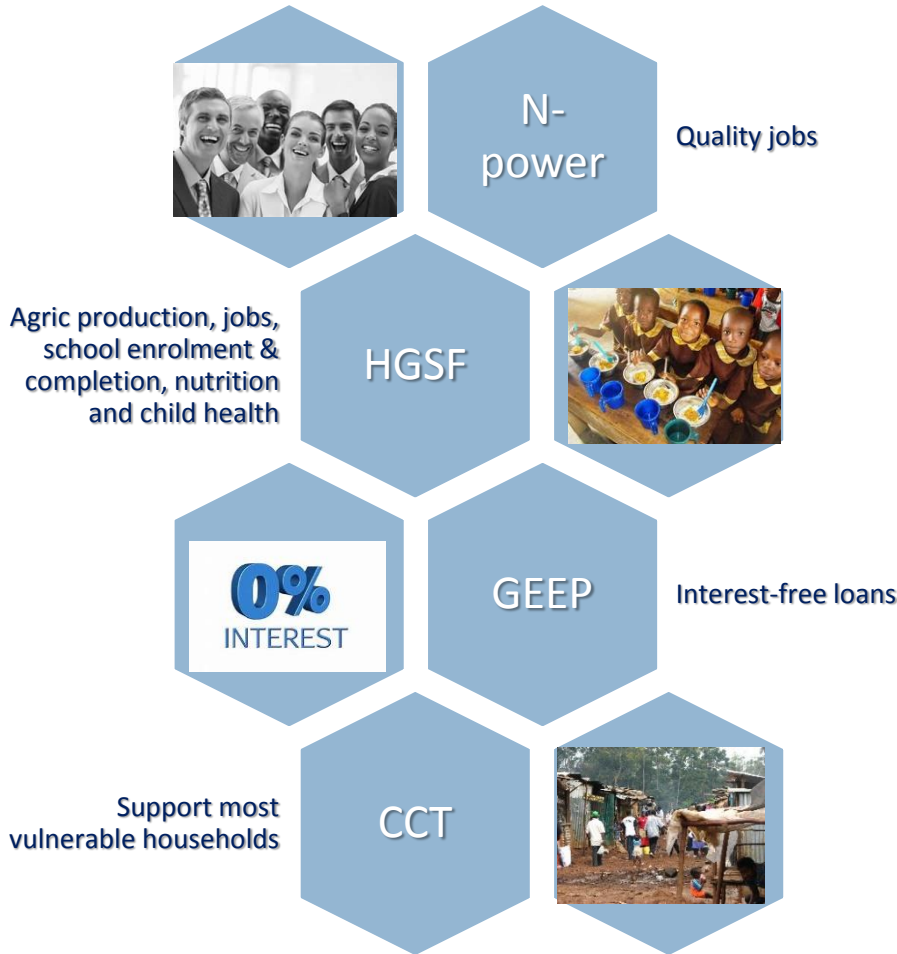 N-
power
Quality jobs
Agric production, jobs,
school enrolment &
completion, nutrition
and child health
HGSF
0%
INTEREST
GEEP
Interest-free loans
Support most
vulnerable households
CCT